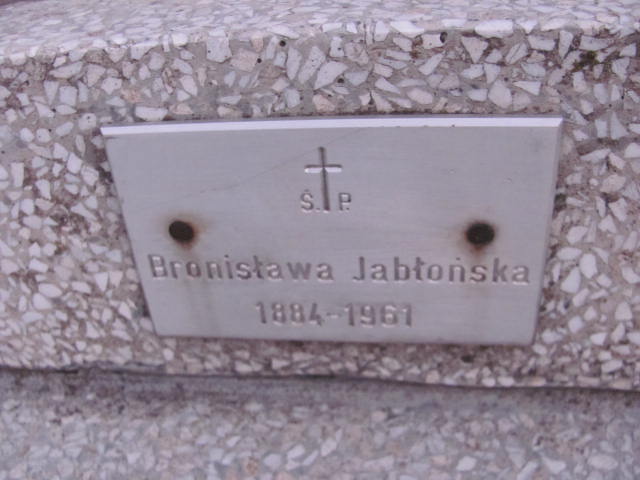 Ś. P.
Bronisława Jabłońska
1884-1961